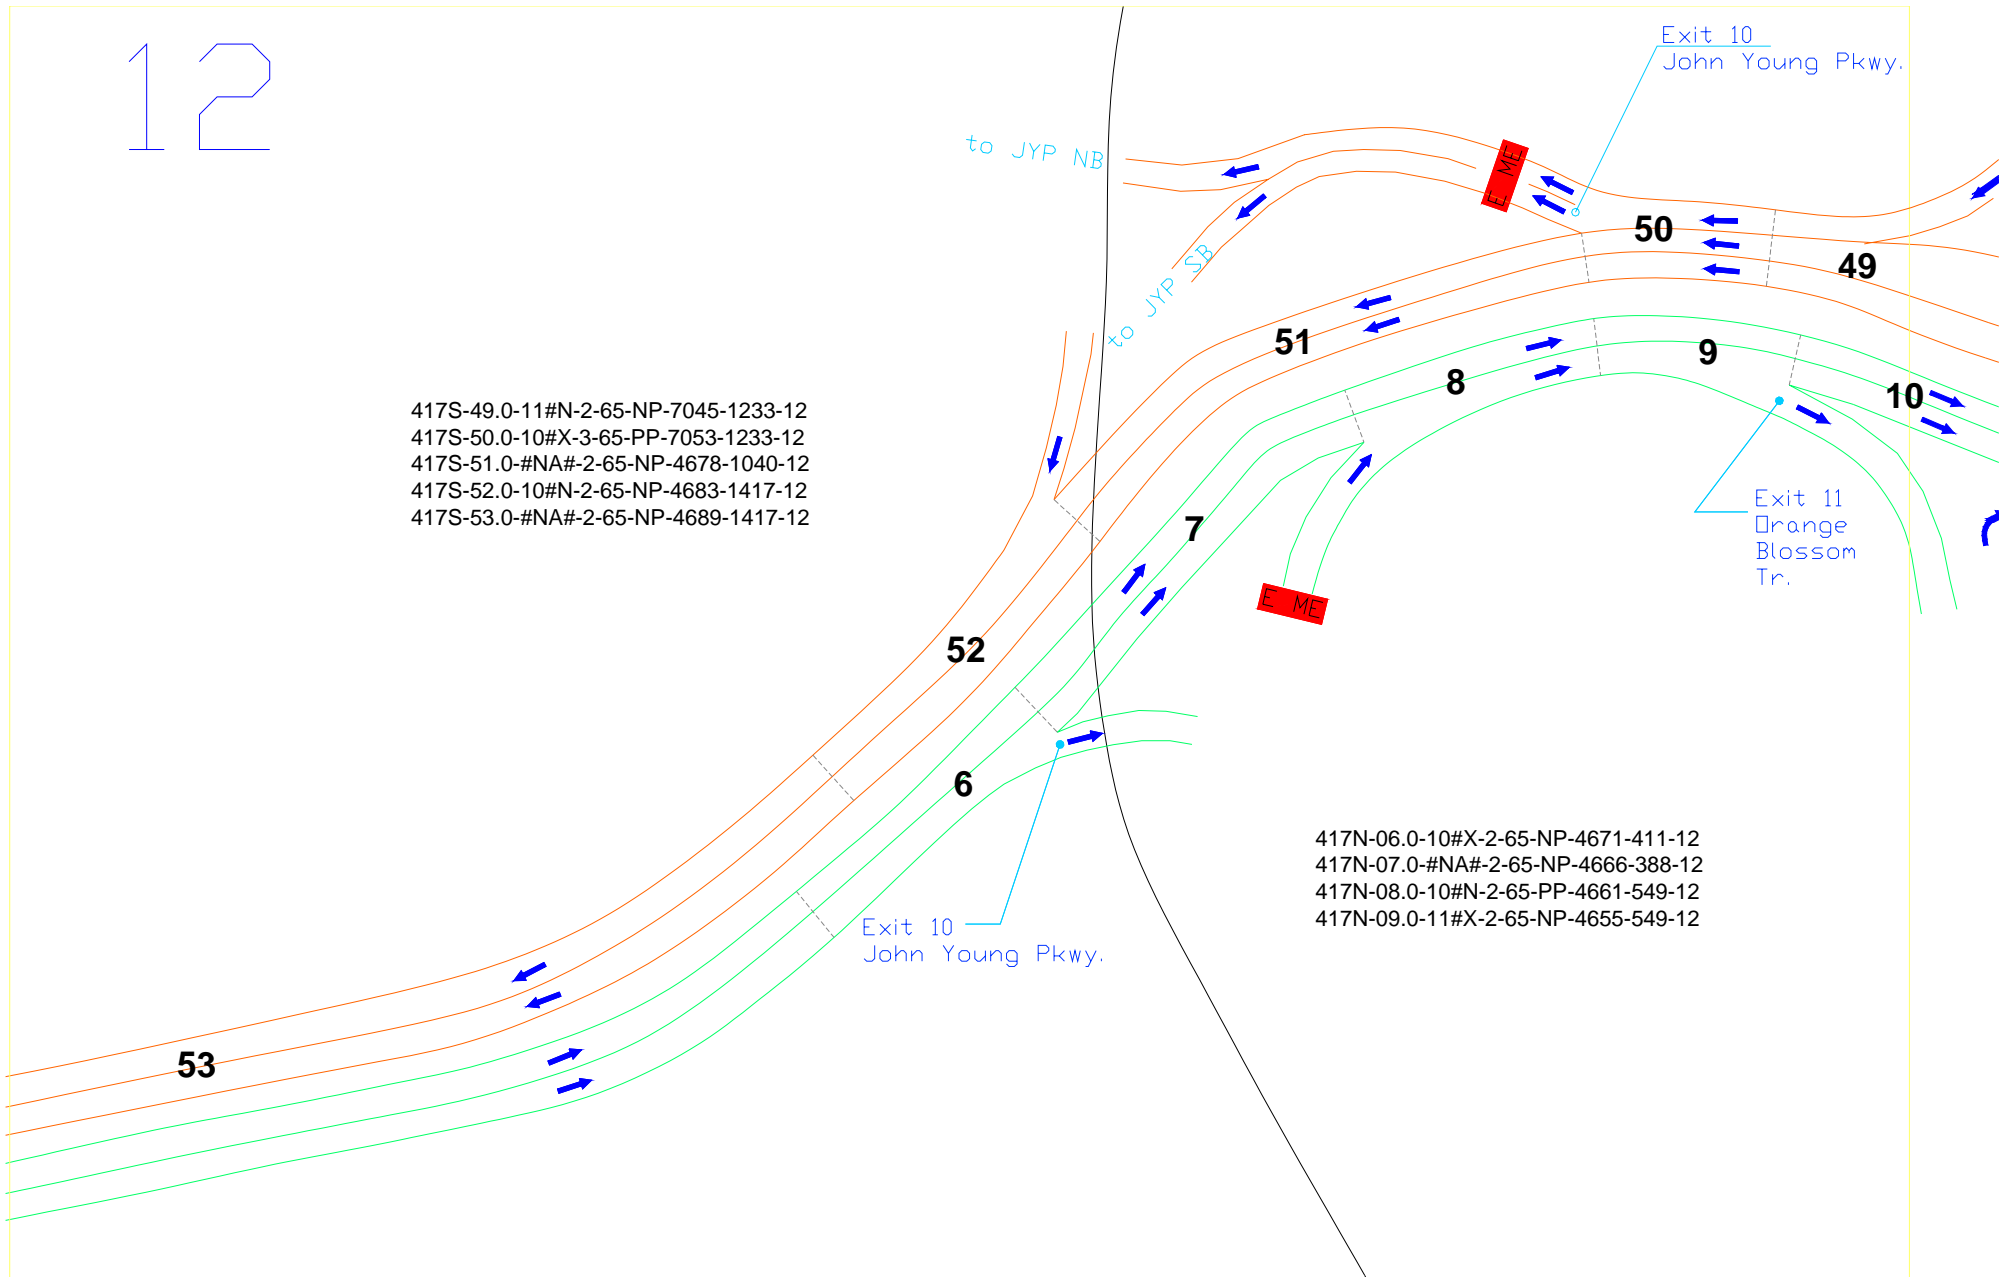 12
Exit 10
John Young Pkwy.
to JYP NB
E ME
50
49
to JYP SB
51
9
8
10
417S-49.0-11#N-2-65-NP-7045-1233-12
417S-50.0-10#X-3-65-PP-7053-1233-12
417S-51.0-#NA#-2-65-NP-4678-1040-12
417S-52.0-10#N-2-65-NP-4683-1417-12
417S-53.0-#NA#-2-65-NP-4689-1417-12
Exit 11
Orange
Blossom
Tr.
7
E ME
52
6
417N-06.0-10#X-2-65-NP-4671-411-12
417N-07.0-#NA#-2-65-NP-4666-388-12
417N-08.0-10#N-2-65-PP-4661-549-12
417N-09.0-11#X-2-65-NP-4655-549-12
Exit 10
John Young Pkwy.
53